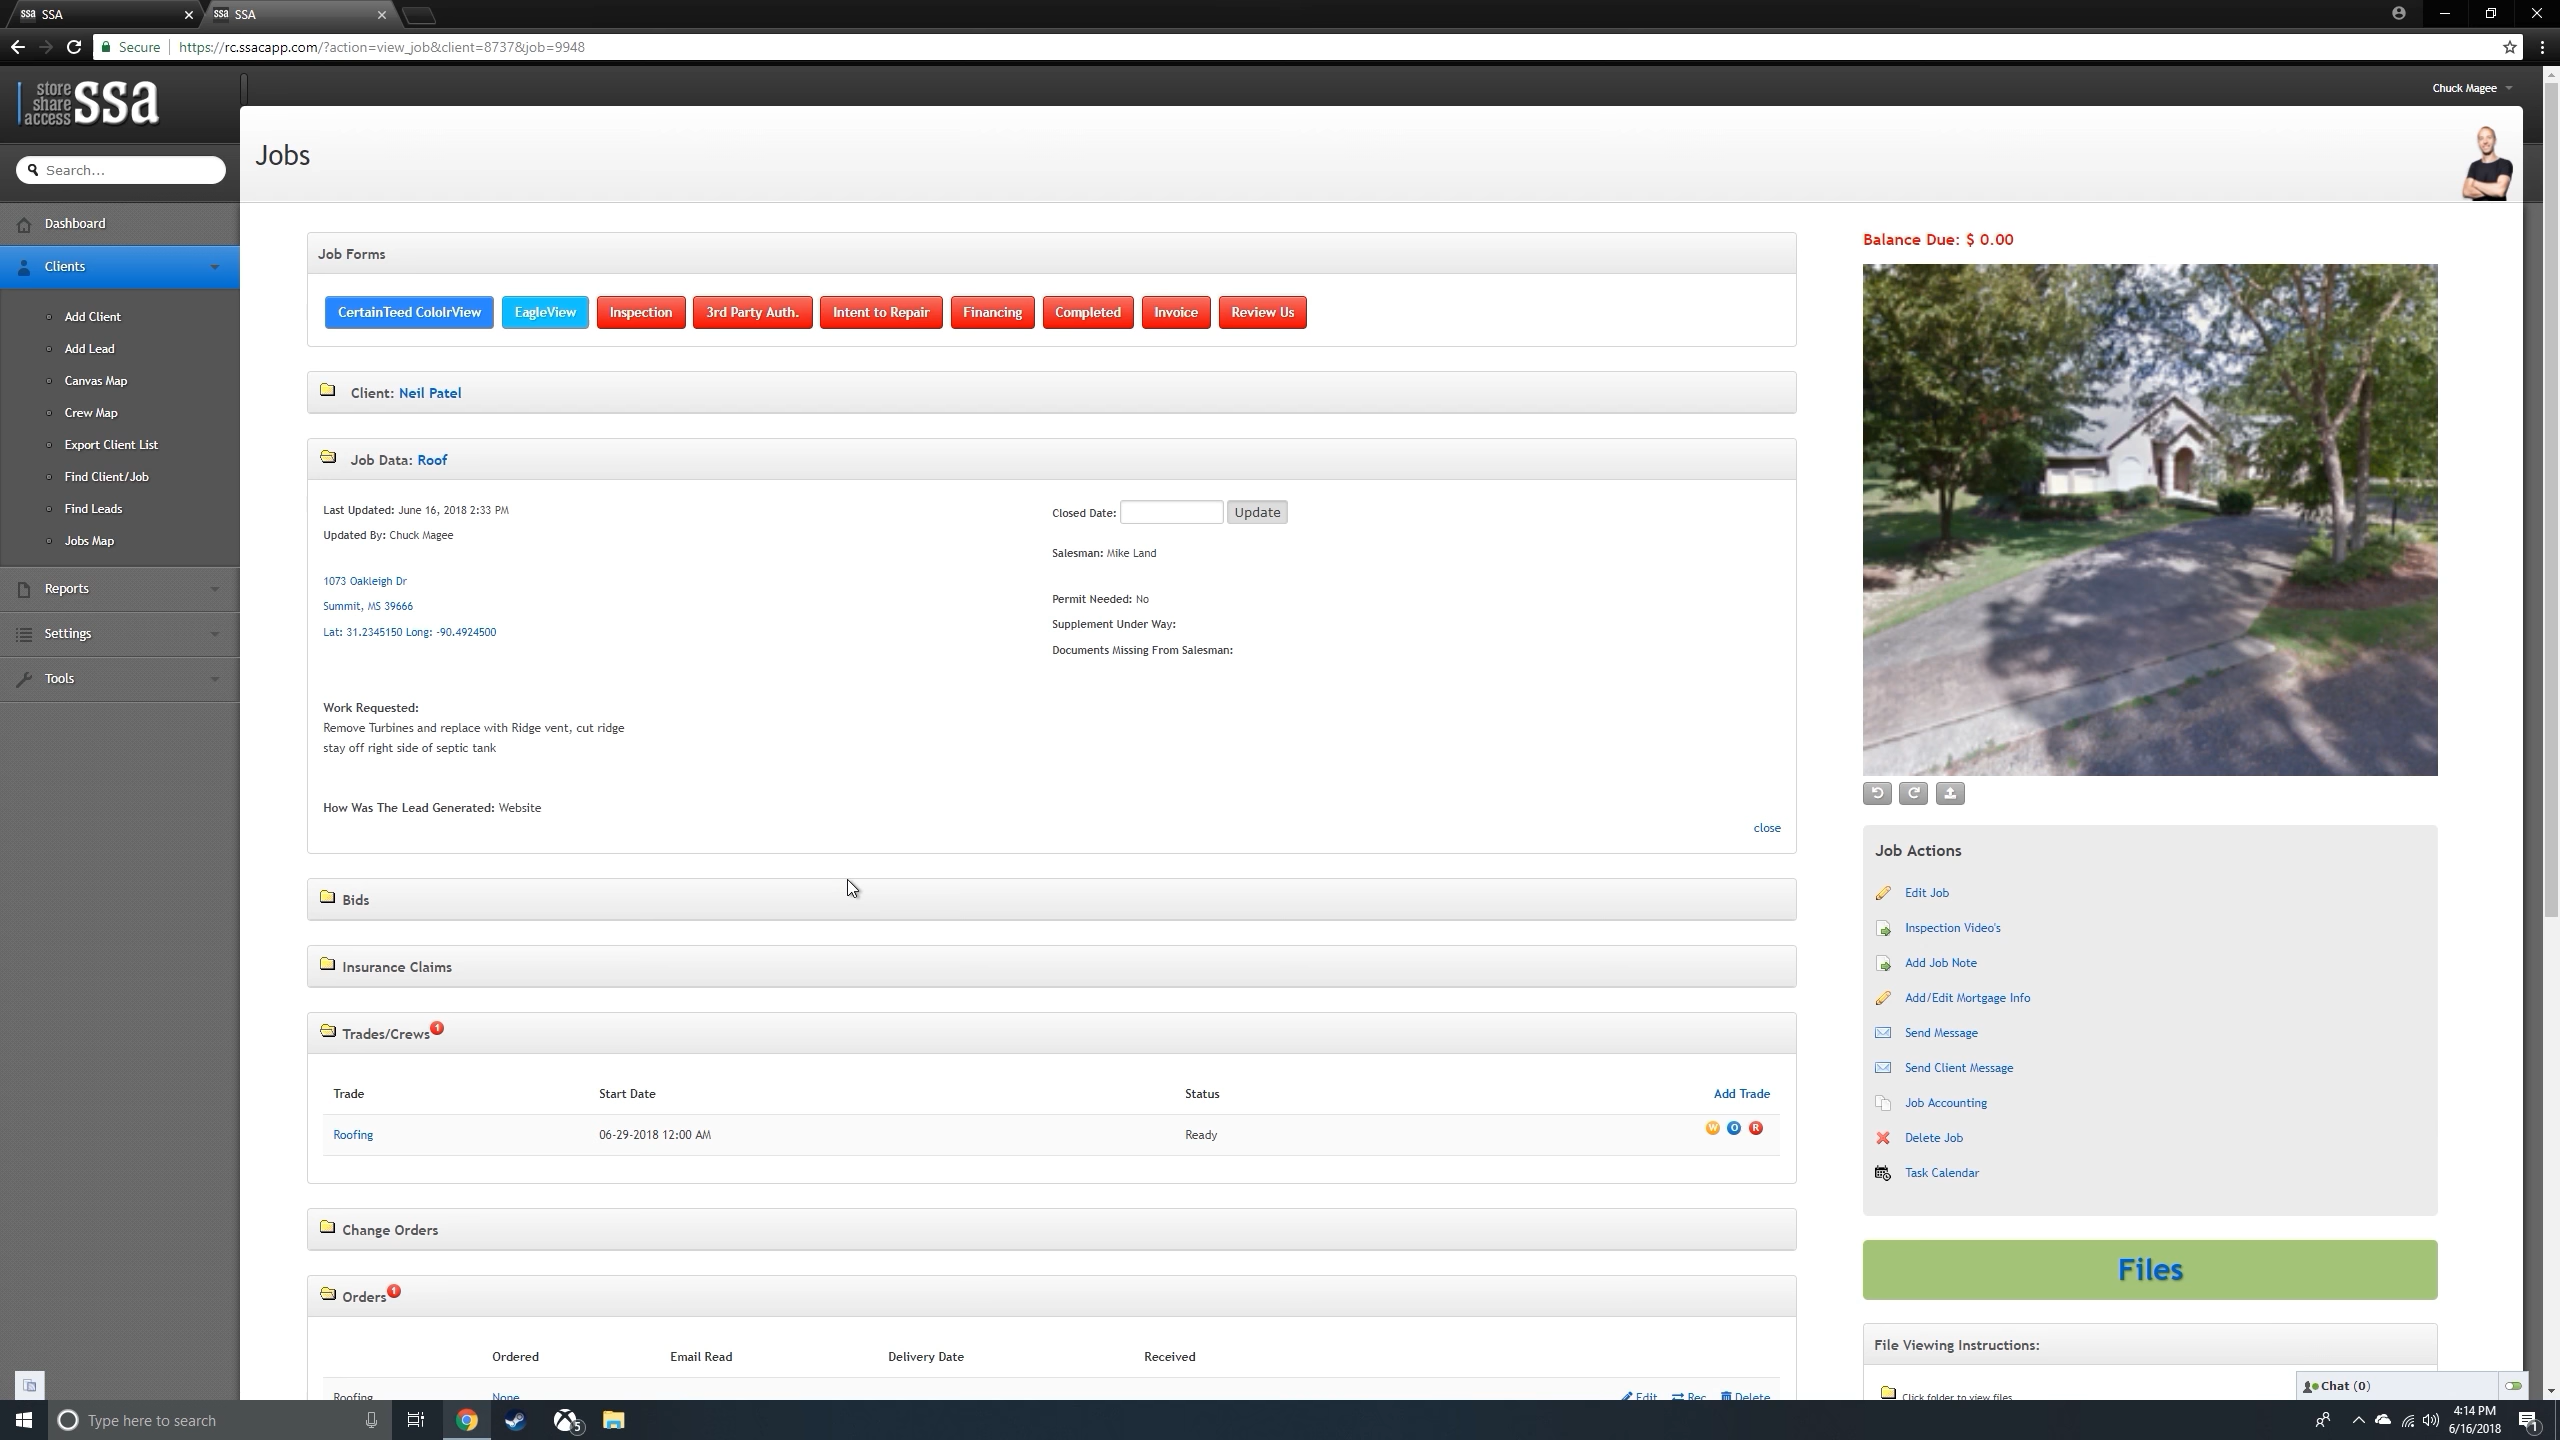 ssa SSA
ssa SSA
Secure https://rc.ssacapp.com/?action=view_job&client=8737&job=9948
store
share
access
ssa
Chuck Magee
Search...
Jobs
Dashboard
Clients
Add Client
Add Lead
Canvas Map
Crew Map
Export Client List
Find Client/Job
Find Leads
Jobs Map
Reports
Settings
Tools
Job Forms
CertainTeed CololrView EagleView Inspection 3rd Party Auth. Intent to Repair Financing Completed Invoice Review Us
Client: Neil Patel
Job Data: Roof
Last Updated: June 16, 2018 2:33 PM
Updated By: Chuck Magee
1073 Oakleigh Dr
Summit, MS 39666
Lat: 31.2345150 Long: -90.4924500
Closed Date: Update
Salesman: Mike Land
Permit Needed: No
Supplement Under Way:
Documents Missing From Salesman:
Work Requested:
Remove Turbines and replace with Ridge vent, cut ridge
stay off right side of septic tank
How Was The Lead Generated: Website
close
Bids
Insurance Claims
Trades/Crews 1
Trade Start Date Status Add Trade
Roofing 06-29-2018 12:00 AM Ready W O R
Change Orders
Orders 1
Ordered Email Read Delivery Date Received
Roofing None Edit Rec Delete
Balance Due: $ 0.00
Job Actions
Edit Job
Inspection Video's
Add Job Note
Add/Edit Mortgage Info
Send Message
Send Client Message
Job Accounting
Delete Job
Task Calendar
Files
File Viewing Instructions:
Click folder to view files
Chat (0)
Type here to search
5
4:14 PM
6/16/2018
1